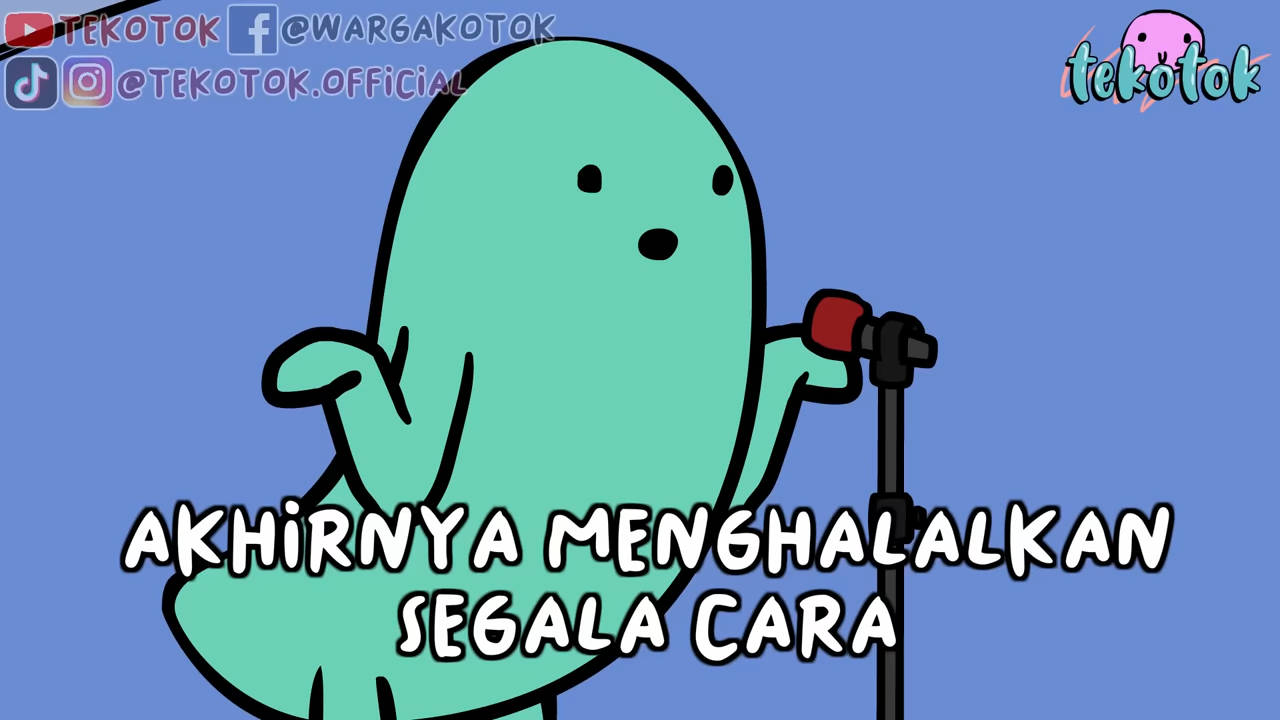 TEKOTOK @WARGAKOTOK
@TEKOTOK.OFFICIAL
tekotok
AKHIRNYA MENGHALALKAN
SEGALA CARA